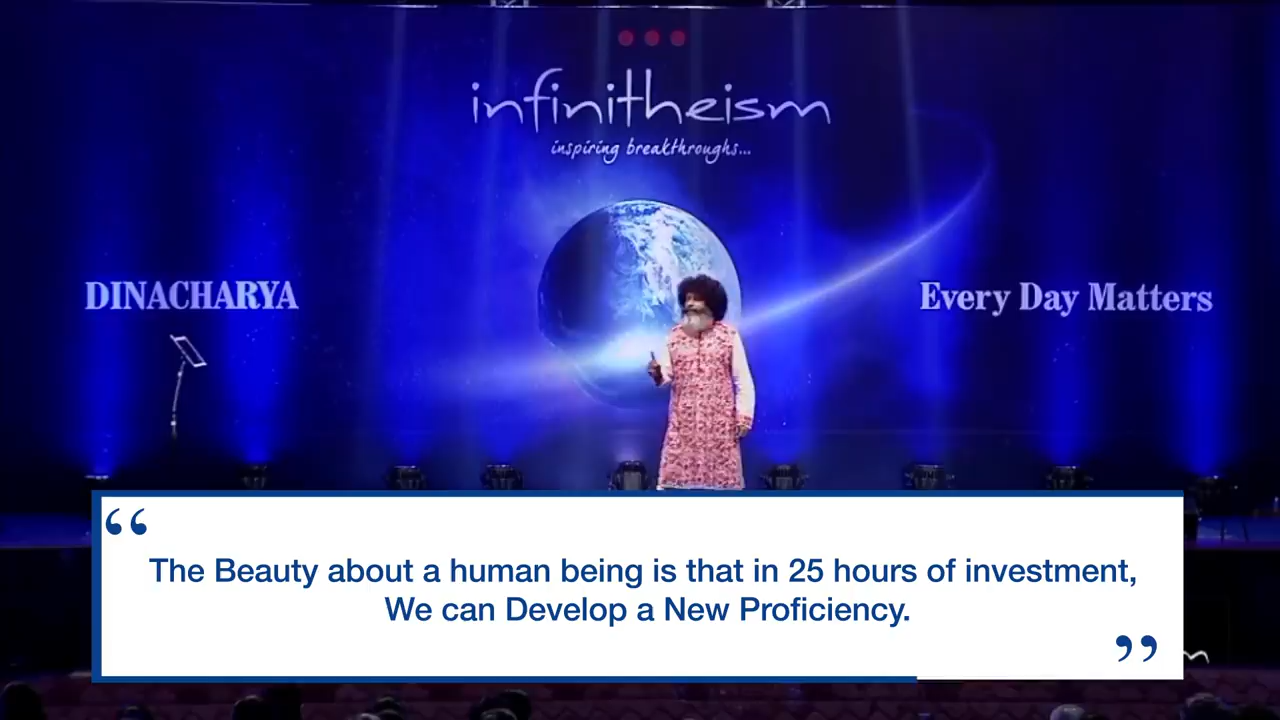 infinitheism
inspiring breakthroughs...
DINACHARYA
Every Day Matters
“
The Beauty about a human being is that in 25 hours of investment,
We can Develop a New Proficiency.
”